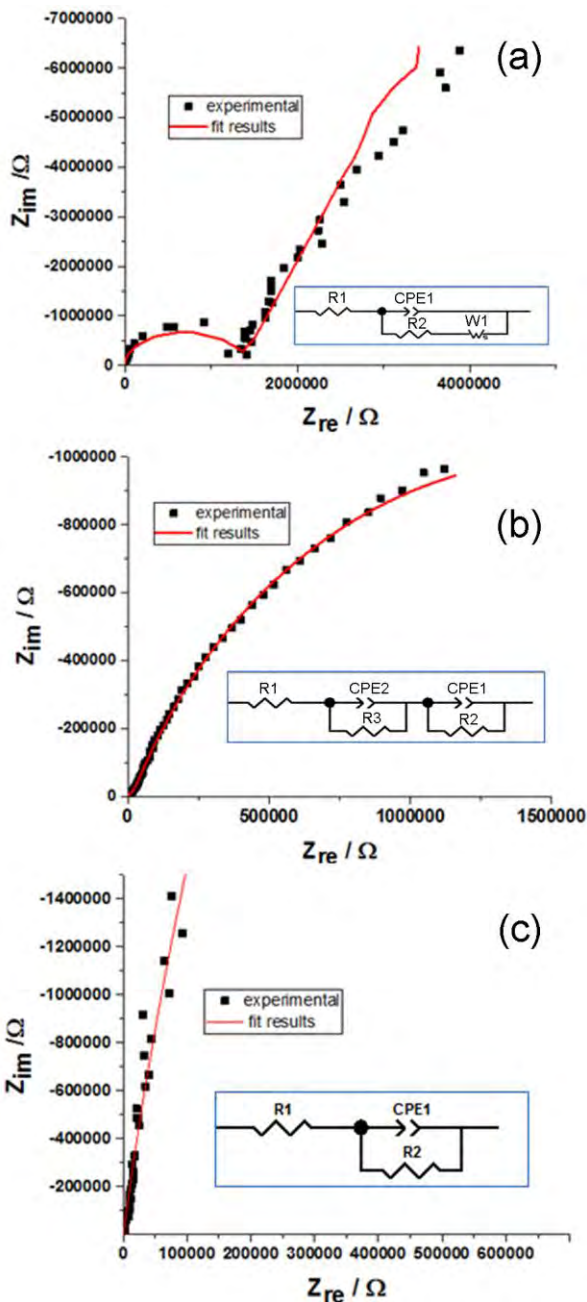 (a)
-7000000
-6000000
-5000000
-4000000
-3000000
-2000000
-1000000
0
Zim /Ω
experimental
fit results
R1
CPE1
R2
W1
0
2000000
4000000
Zre / Ω
(b)
-1000000
-800000
-600000
-400000
-200000
0
Zim / Ω
experimental
fit results
R1
CPE2
CPE1
R3
R2
0
500000
1000000
1500000
Zre / Ω
(c)
-1400000
-1200000
-1000000
-800000
-600000
-400000
-200000
Zim /Ω
experimental
fit results
R1
CPE1
R2
0
100000
200000
300000
400000
500000
600000
Zre / Ω